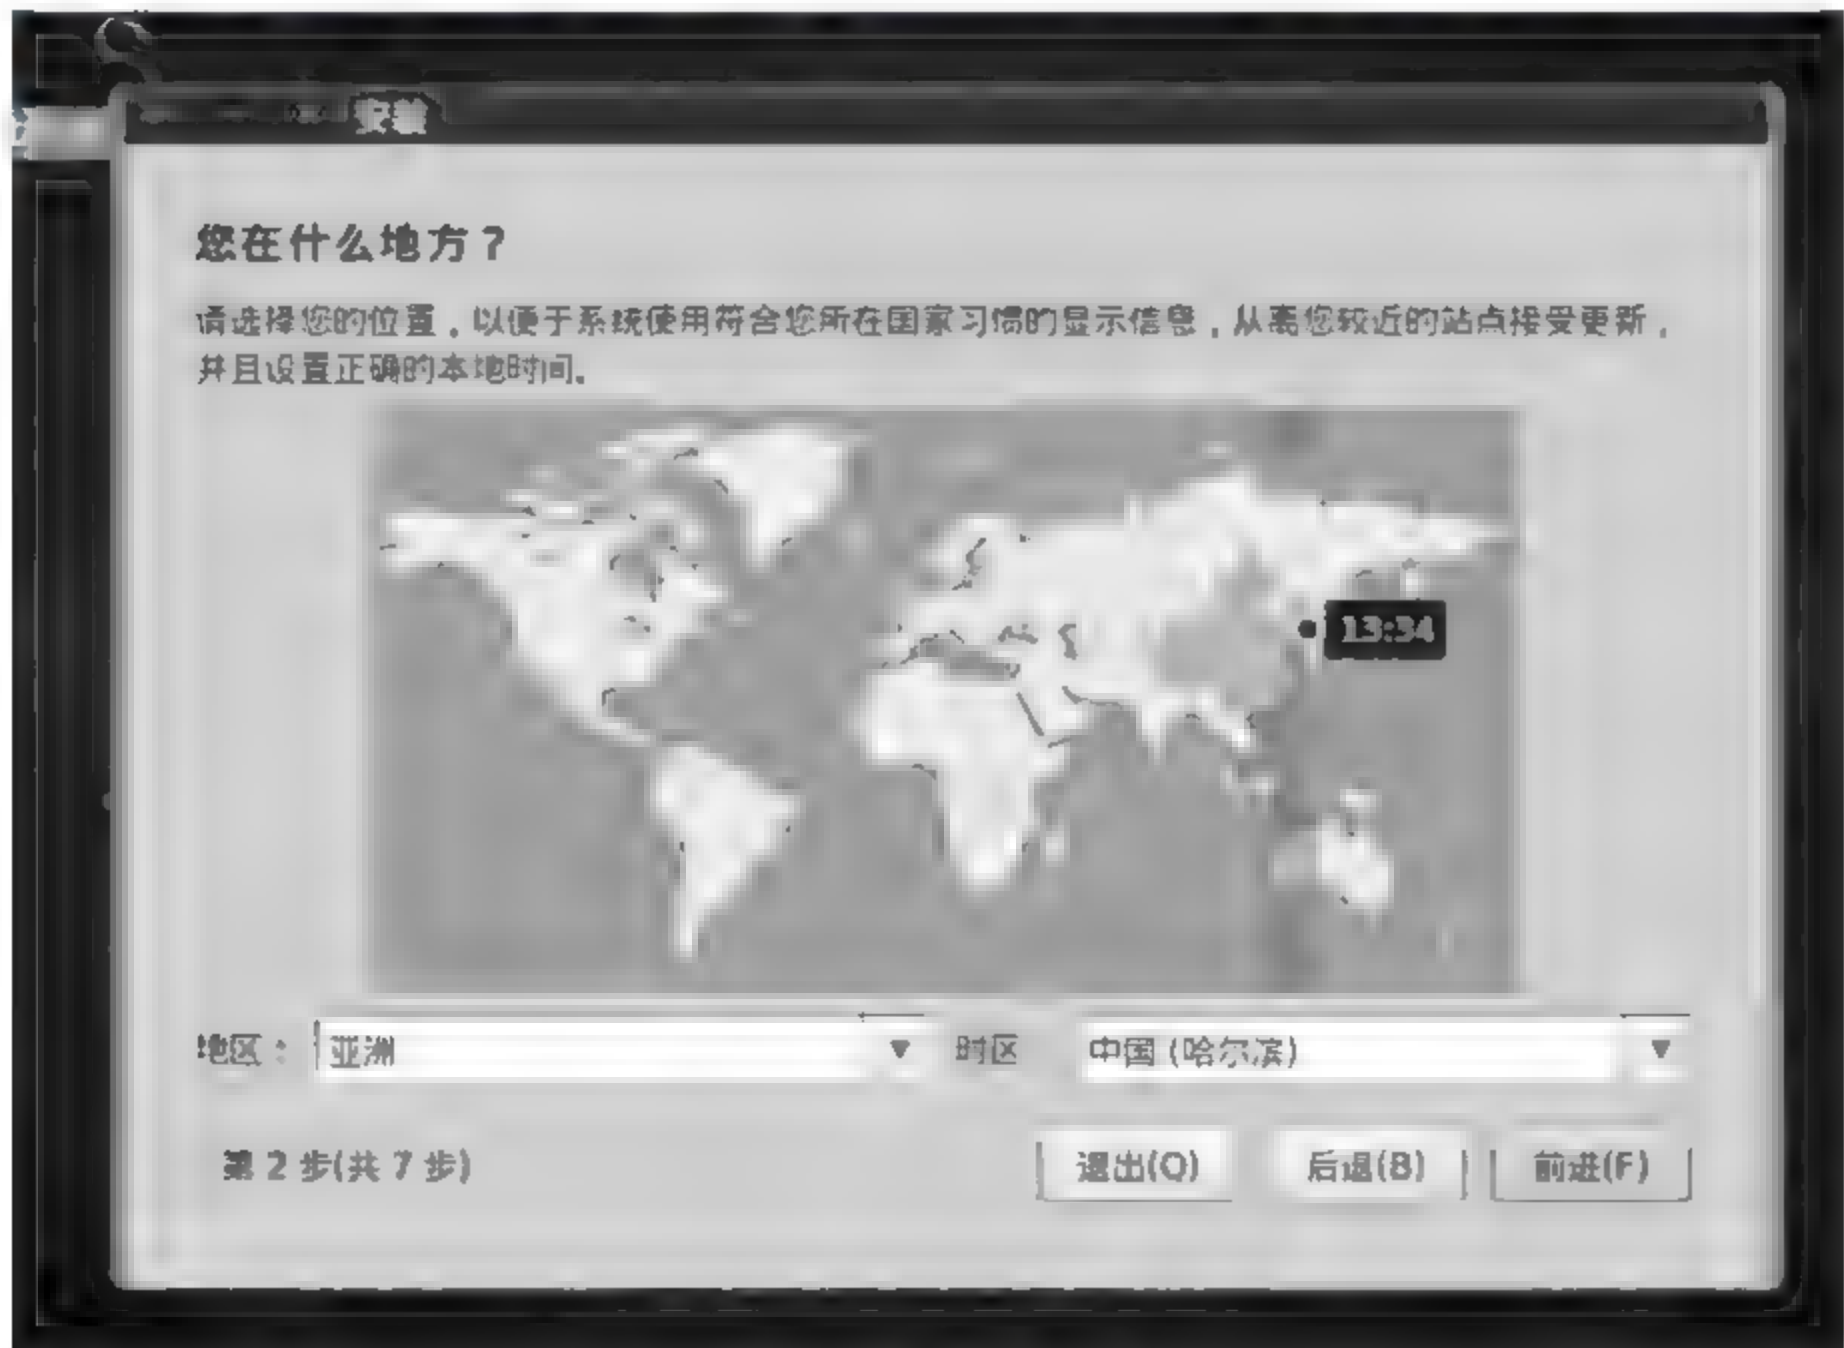 安装
您在什么地方？
请选择您的位置，以便于系统使用符合您所在国家习惯的显示信息，从离您较近的站点接受更新，
并且设置正确的本地时间。
13:34
地区： 亚洲 时区 中国 (哈尔滨)
第 2 步(共 7 步) 退出(Q) 后退(B) 前进(F)